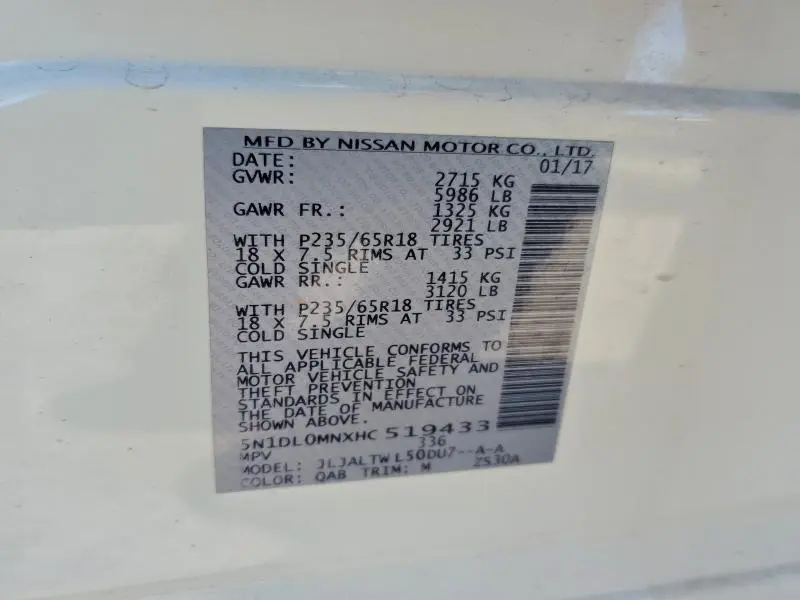 MFD BY NISSAN MOTOR CO., LTD.
DATE: 01/17
GVWR: 2715 KG
5986 LB
GAWR FR.: 1325 KG
2921 LB
WITH P235/65R18 TIRES
18 X 7.5 RIMS AT 33 PSI
COLD SINGLE
GAWR RR.: 1415 KG
3120 LB
WITH P235/65R18 TIRES
18 X 7.5 RIMS AT 33 PSI
COLD SINGLE
THIS VEHICLE CONFORMS TO
ALL APPLICABLE FEDERAL
MOTOR VEHICLE SAFETY AND
THEFT PREVENTION
STANDARDS IN EFFECT ON
THE DATE OF MANUFACTURE
SHOWN ABOVE.
5N1DL0MNXHC 519433
MPV 336
MODEL: JLJALTWL50DU7--A-A
COLOR: QAB TRIM: M ZS30A